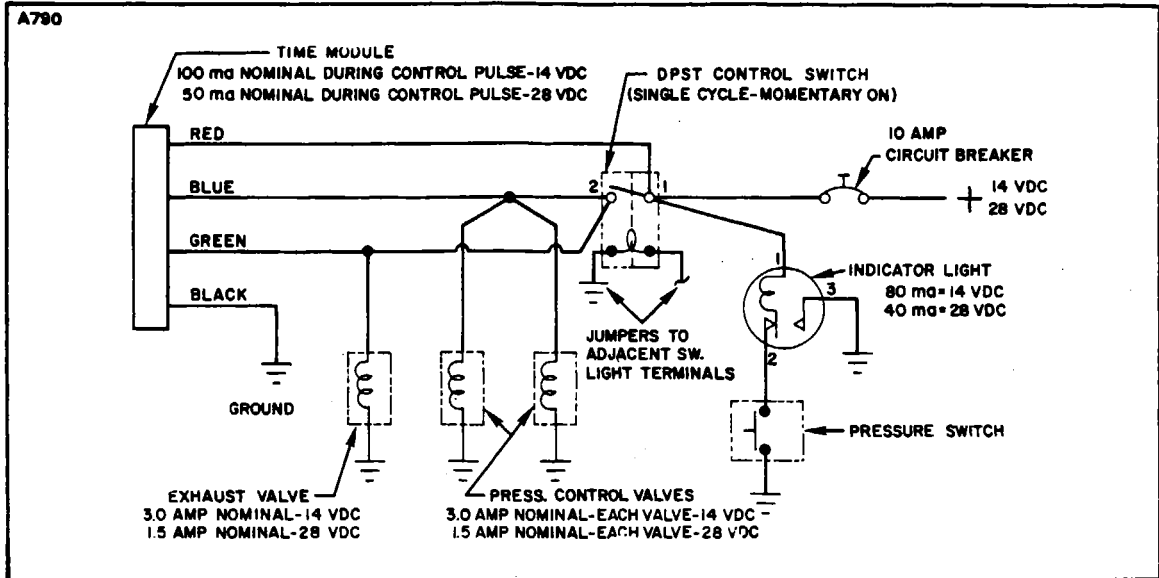 A790
TIME MODULE
100 ma NOMINAL DURING CONTROL PULSE-14 VDC
50 ma NOMINAL DURING CONTROL PULSE-28 VDC
DPST CONTROL SWITCH
(SINGLE CYCLE-MOMENTARY ON)
10 AMP
CIRCUIT BREAKER
RED
BLUE
GREEN
BLACK
2
1
+ 14 VDC
28 VDC
1
INDICATOR LIGHT
3
80 ma=14 VDC
40 ma=28 VDC
2
JUMPERS TO
ADJACENT SW.
LIGHT TERMINALS
GROUND
PRESSURE SWITCH
EXHAUST VALVE
3.0 AMP NOMINAL-14 VDC
1.5 AMP NOMINAL-28 VDC
PRESS. CONTROL VALVES
3.0 AMP NOMINAL-EACH VALVE-14 VDC
1.5 AMP NOMINAL-EACH VALVE-28 VDC